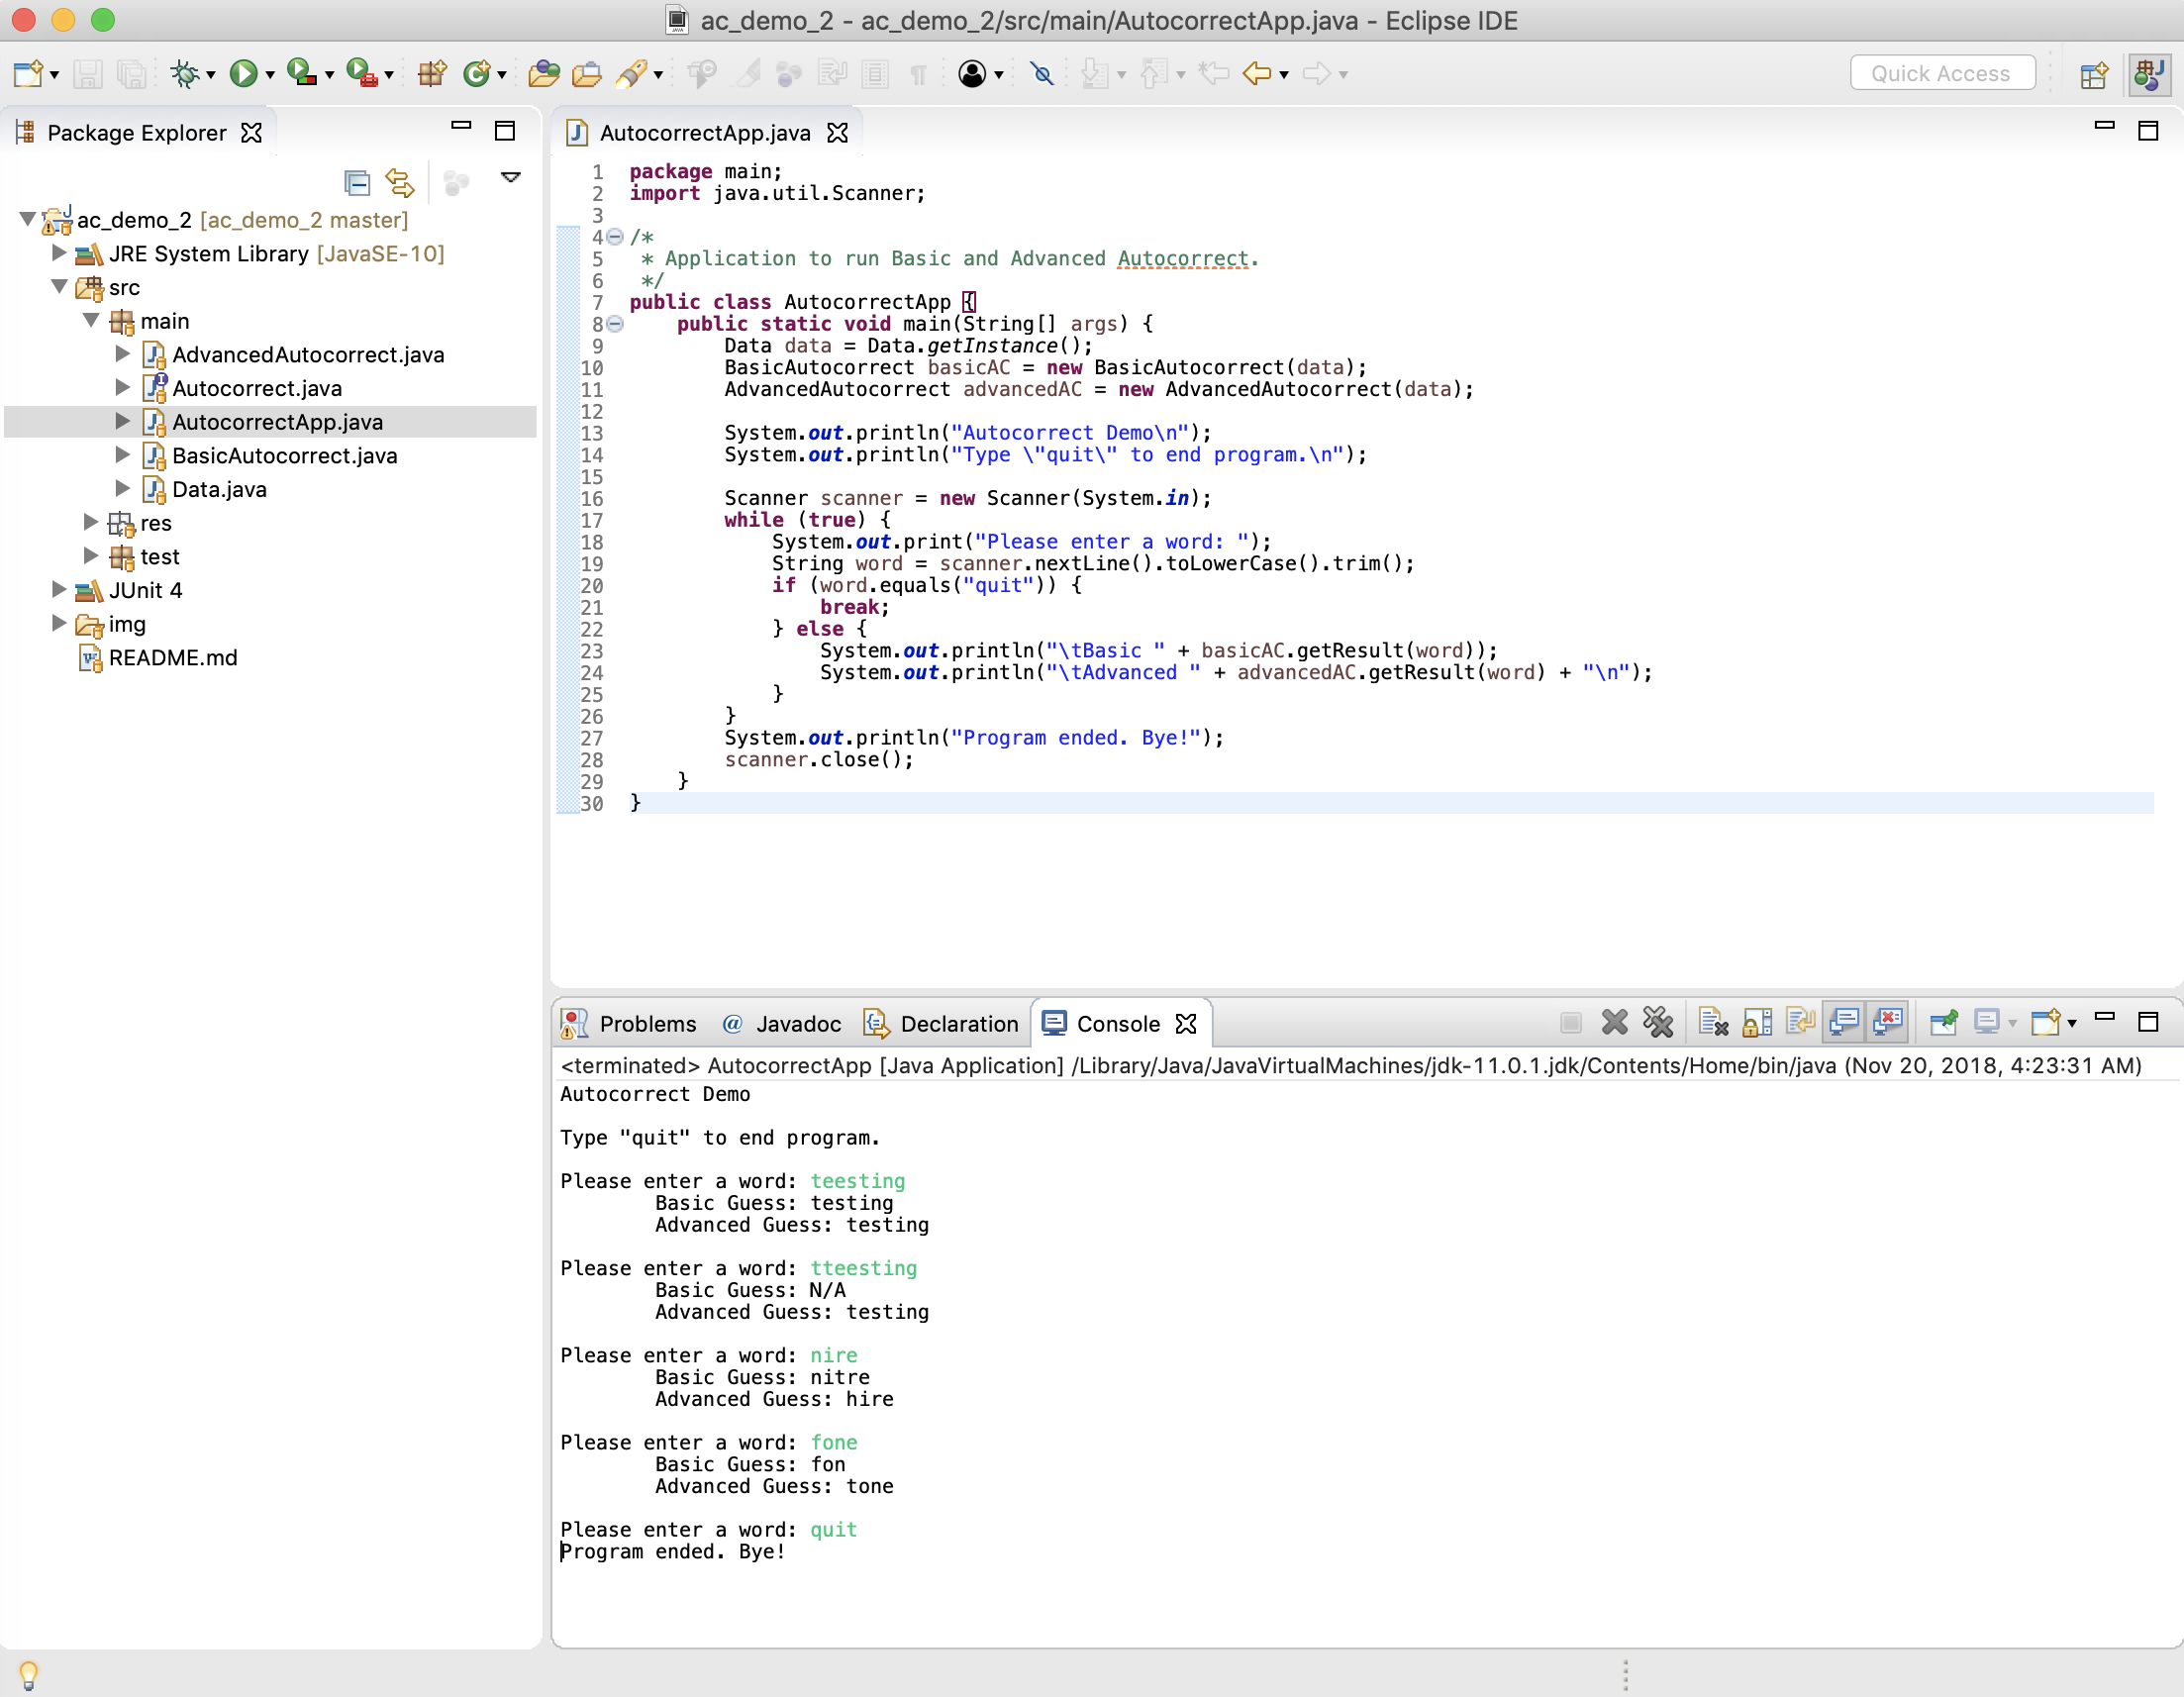 ac_demo_2 - ac_demo_2/src/main/AutocorrectApp.java - Eclipse IDE
Quick Access
Package Explorer
ac_demo_2 [ac_demo_2 master]
JRE System Library [JavaSE-10]
src
main
AdvancedAutocorrect.java
Autocorrect.java
AutocorrectApp.java
BasicAutocorrect.java
Data.java
res
test
JUnit 4
img
README.md
AutocorrectApp.java
1 package main;
2 import java.util.Scanner;
3
4 /*
5 * Application to run Basic and Advanced Autocorrect.
6 */
7 public class AutocorrectApp {
8 public static void main(String[] args) {
9 Data data = Data.getInstance();
10 BasicAutocorrect basicAC = new BasicAutocorrect(data);
11 AdvancedAutocorrect advancedAC = new AdvancedAutocorrect(data);
12
13 System.out.println("Autocorrect Demo\n");
14 System.out.println("Type \"quit\" to end program.\n");
15
16 Scanner scanner = new Scanner(System.in);
17 while (true) {
18 System.out.print("Please enter a word: ");
19 String word = scanner.nextLine().toLowerCase().trim();
20 if (word.equals("quit")) {
21 break;
22 } else {
23 System.out.println("\tBasic " + basicAC.getResult(word));
24 System.out.println("\tAdvanced " + advancedAC.getResult(word) + "\n");
25 }
26 }
27 System.out.println("Program ended. Bye!");
28 scanner.close();
29 }
30 }
Problems @ Javadoc Declaration Console
<terminated> AutocorrectApp [Java Application] /Library/Java/JavaVirtualMachines/jdk-11.0.1.jdk/Contents/Home/bin/java (Nov 20, 2018, 4:23:31 AM)
Autocorrect Demo
Type "quit" to end program.
Please enter a word: teesting
Basic Guess: testing
Advanced Guess: testing
Please enter a word: tteesting
Basic Guess: N/A
Advanced Guess: testing
Please enter a word: nire
Basic Guess: nitre
Advanced Guess: hire
Please enter a word: fone
Basic Guess: fon
Advanced Guess: tone
Please enter a word: quit
Program ended. Bye!